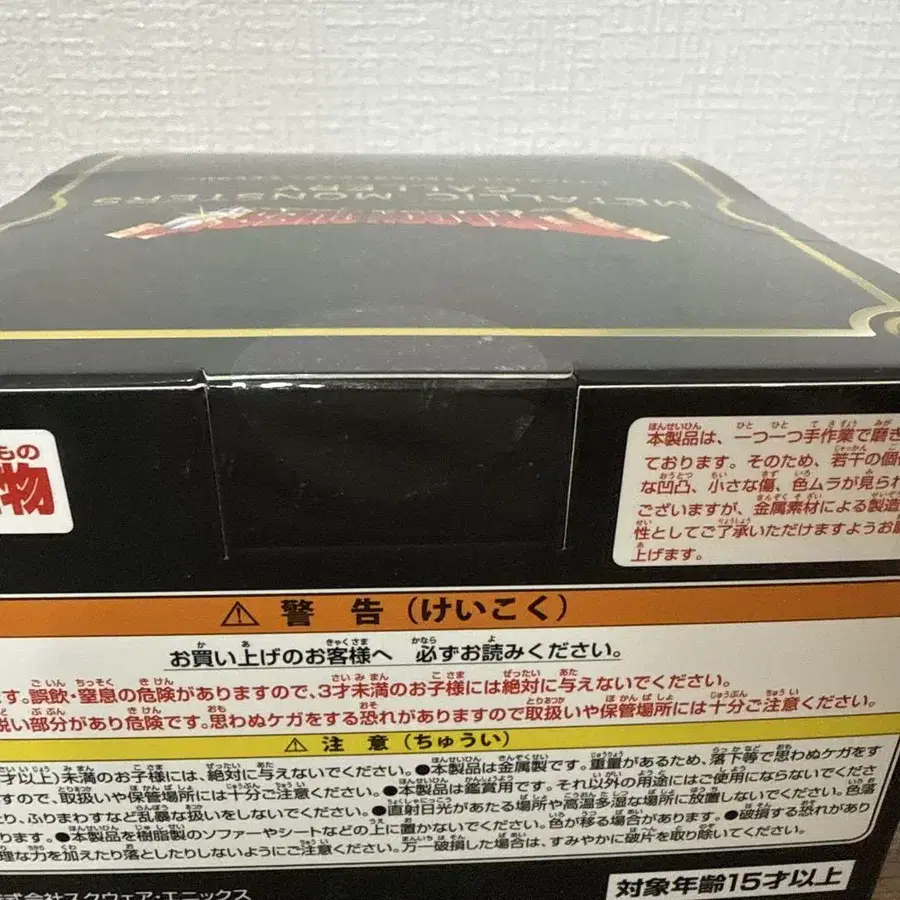 METALLIC MONSTERS
GALLERY
もの
物
本製品は、一つ一つ手作業で磨き
ております。そのため、若干の個
な凹凸、小さな傷、色ムラが見られ
ございますが、金属素材による製造
性としてご了承いただけますようお
上げます。
⚠ 警 告 (けいこく)
お買い上げのお客様へ 必ずお読みください。
す。誤飲・窒息の危険がありますので、3才未満のお子様には絶対に与えないでください。
鋭い部分があり危険です。思わぬケガをする恐れがありますので取扱いや保管場所には十分ご注意ください。
⚠ 注 意 (ちゅうい)
才以上)未満のお子様には、絶対に与えないでください。●本製品は金属製です。重量があるため、落下等で思わぬケガをす
すので、取扱いや保管場所には十分ご注意ください。●本製品は鑑賞用です。それ以外の用途にはご使用にならないでくださ
り、ふりまわすなど乱暴な扱いをしないでください。●直射日光があたる場所や高温多湿な場所に放置しないでください。色落
ります。●本製品を樹脂製のソファーやシートなどの上に置かないでください。色が移る場合があります。●破損する恐れがあり
理な力を加えたり落としたりしないようにご注意ください。万一破損した場合は、すみやかに破片を取り除いてください。
式会社スクウェア・エニックス
対象年齢15才以上